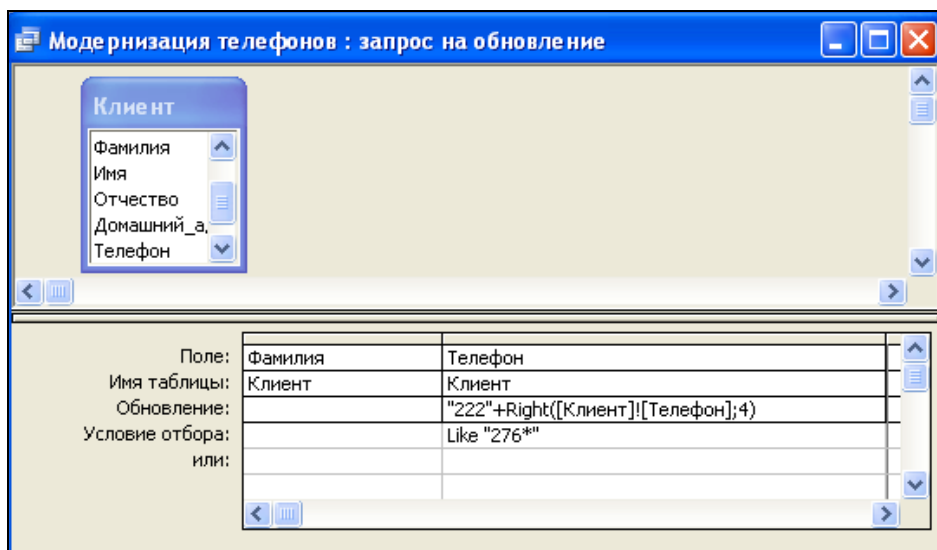 Модернизация телефонов : запрос на обновление
Клиент
Фамилия
Имя
Отчество
Домашний_а,
Телефон
Поле: Фамилия Телефон
Имя таблицы: Клиент Клиент
Обновление: "222"+Right([Клиент]![Телефон];4)
Условие отбора: Like "276*"
или: